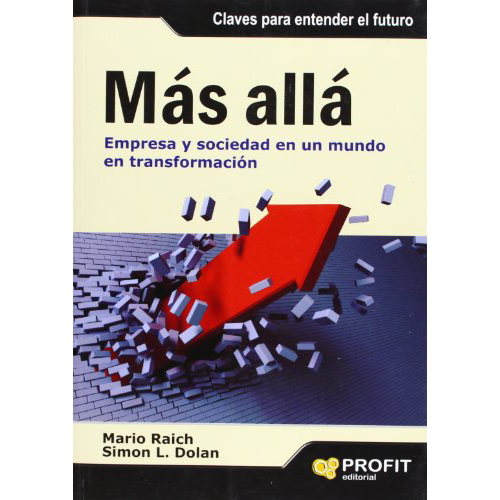 Claves para entender el futuro
Más allá
Empresa y sociedad en un mundo
en transformación
Mario Raich
Simon L. Dolan
PROFIT
editorial